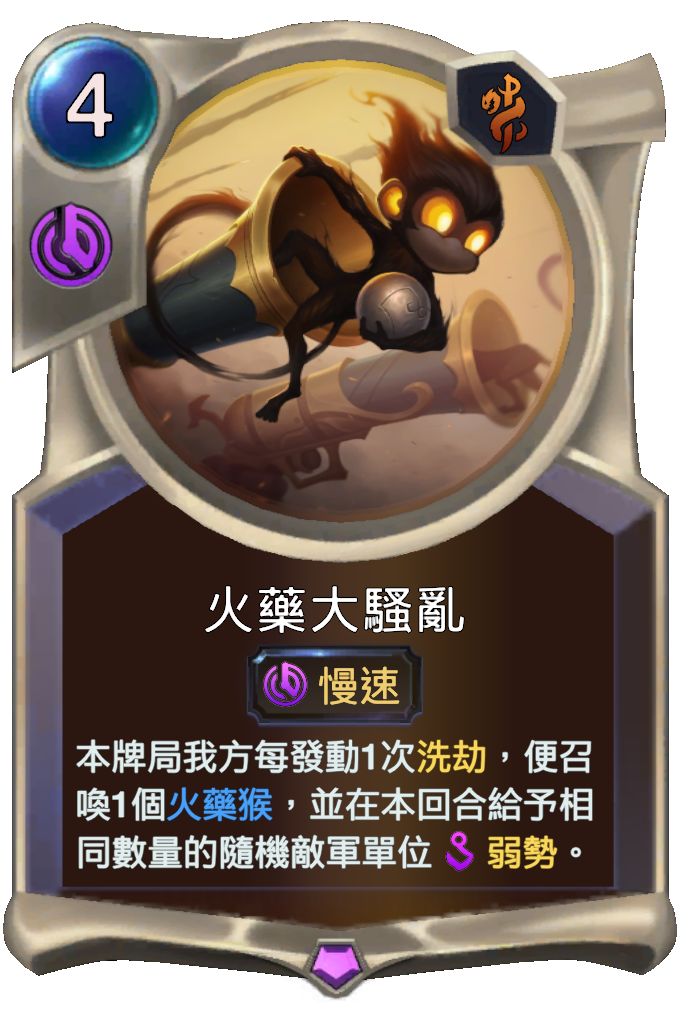 4
火藥大騷亂
慢速
本牌局我方每發動1次洗劫，便召
喚1個火藥猴，並在本回合給予相
同數量的隨機敵軍單位 弱勢。